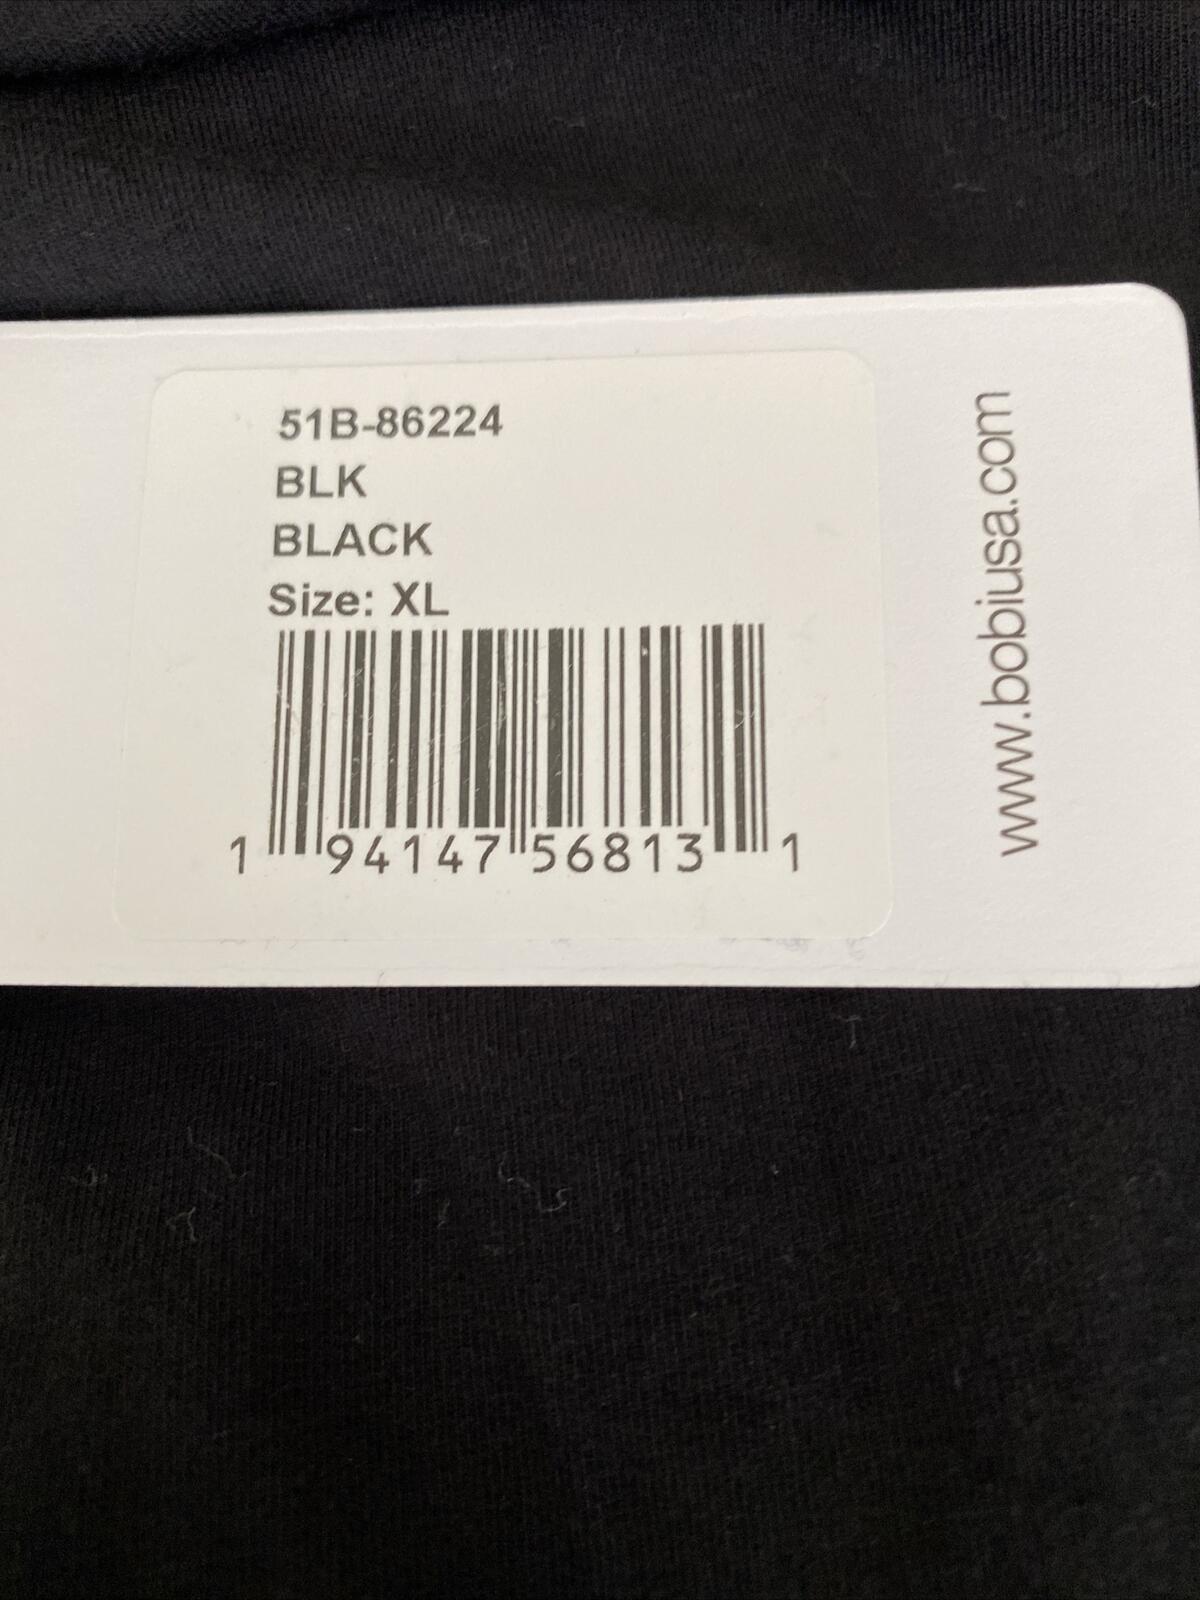 51B-86224
BLK
BLACK
Size: XL
1 94147 56813 1
www.bobiusa.com